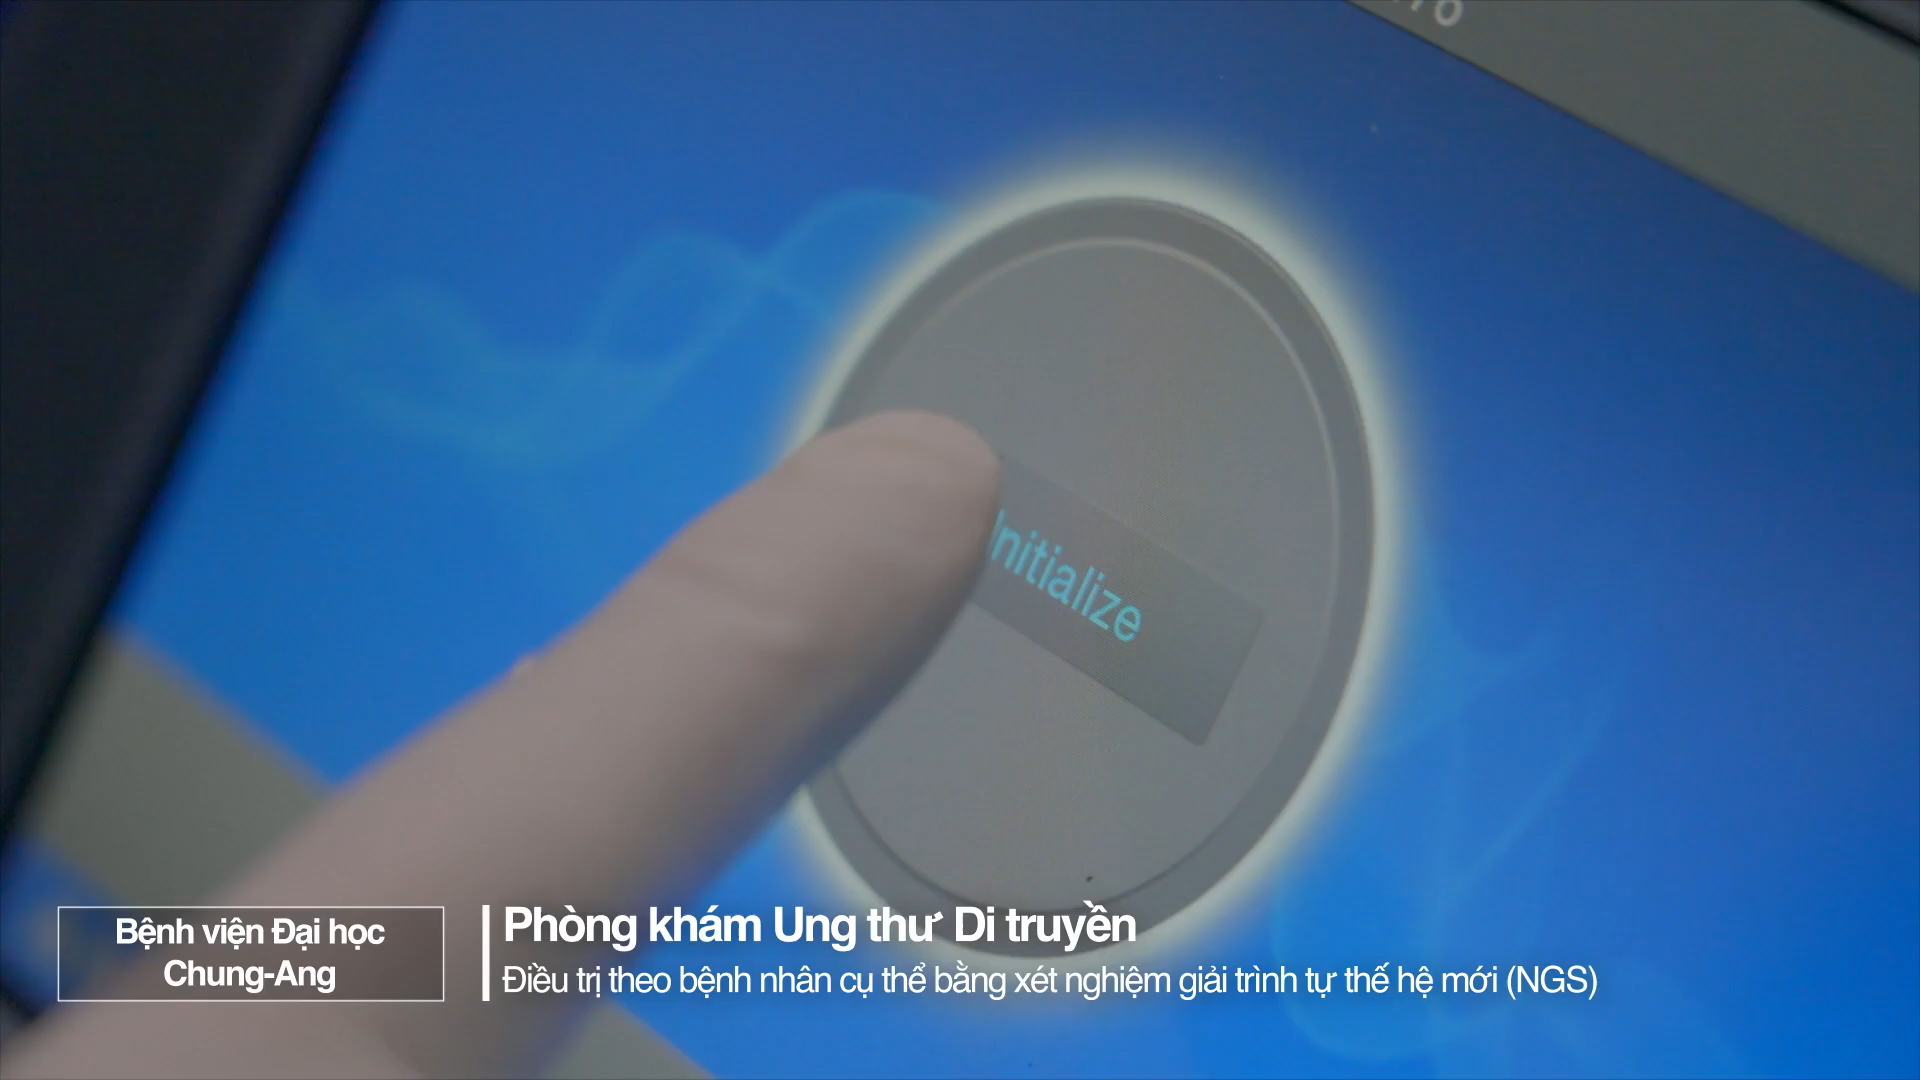 Initialize
Bệnh viện Đại học
Chung-Ang
Phòng khám Ung thư Di truyền
Điều trị theo bệnh nhân cụ thể bằng xét nghiệm giải trình tự thế hệ mới (NGS)